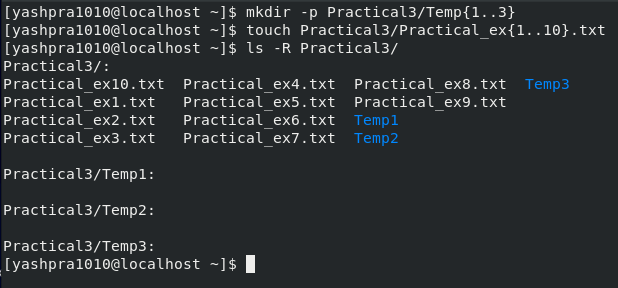 [yashpra1010@localhost ~]$ mkdir -p Practical3/Temp{1..3}
[yashpra1010@localhost ~]$ touch Practical3/Practical_ex{1..10}.txt
[yashpra1010@localhost ~]$ ls -R Practical3/
Practical3/:
Practical_ex10.txt  Practical_ex4.txt  Practical_ex8.txt  Temp3
Practical_ex1.txt   Practical_ex5.txt  Practical_ex9.txt
Practical_ex2.txt   Practical_ex6.txt  Temp1
Practical_ex3.txt   Practical_ex7.txt  Temp2
Practical3/Temp1:
Practical3/Temp2:
Practical3/Temp3:
[yashpra1010@localhost ~]$